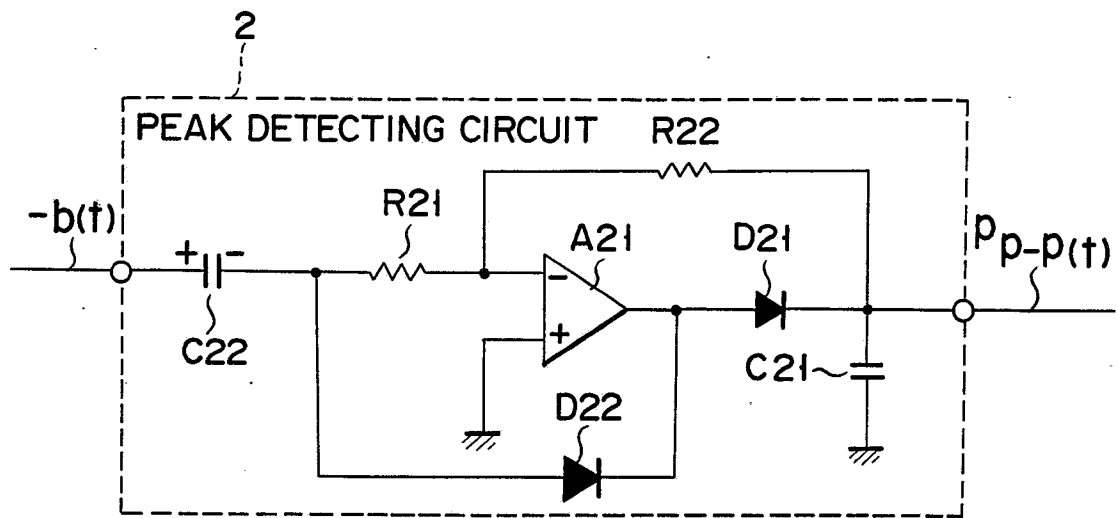 2
PEAK DETECTING CIRCUIT
R22
R21
-b(t)
A21
D21
Pp-p(t)
+ -
-
+
C22
C21
D22